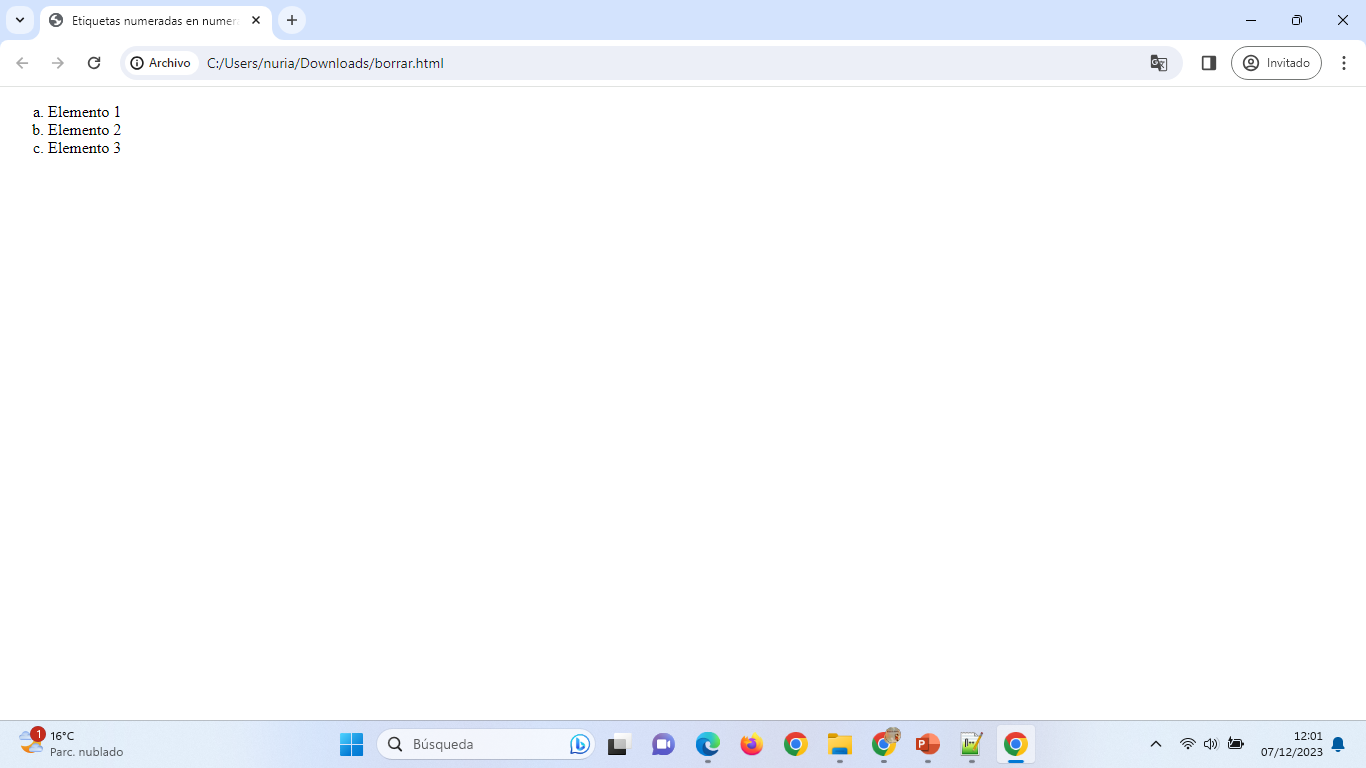 Etiquetas numeradas en numer
Archivo
C:/Users/nuria/Downloads/borrar.html
Invitado
a. Elemento 1
b. Elemento 2
c. Elemento 3
1
16°C
Parc. nublado
Búsqueda
12:01
07/12/2023